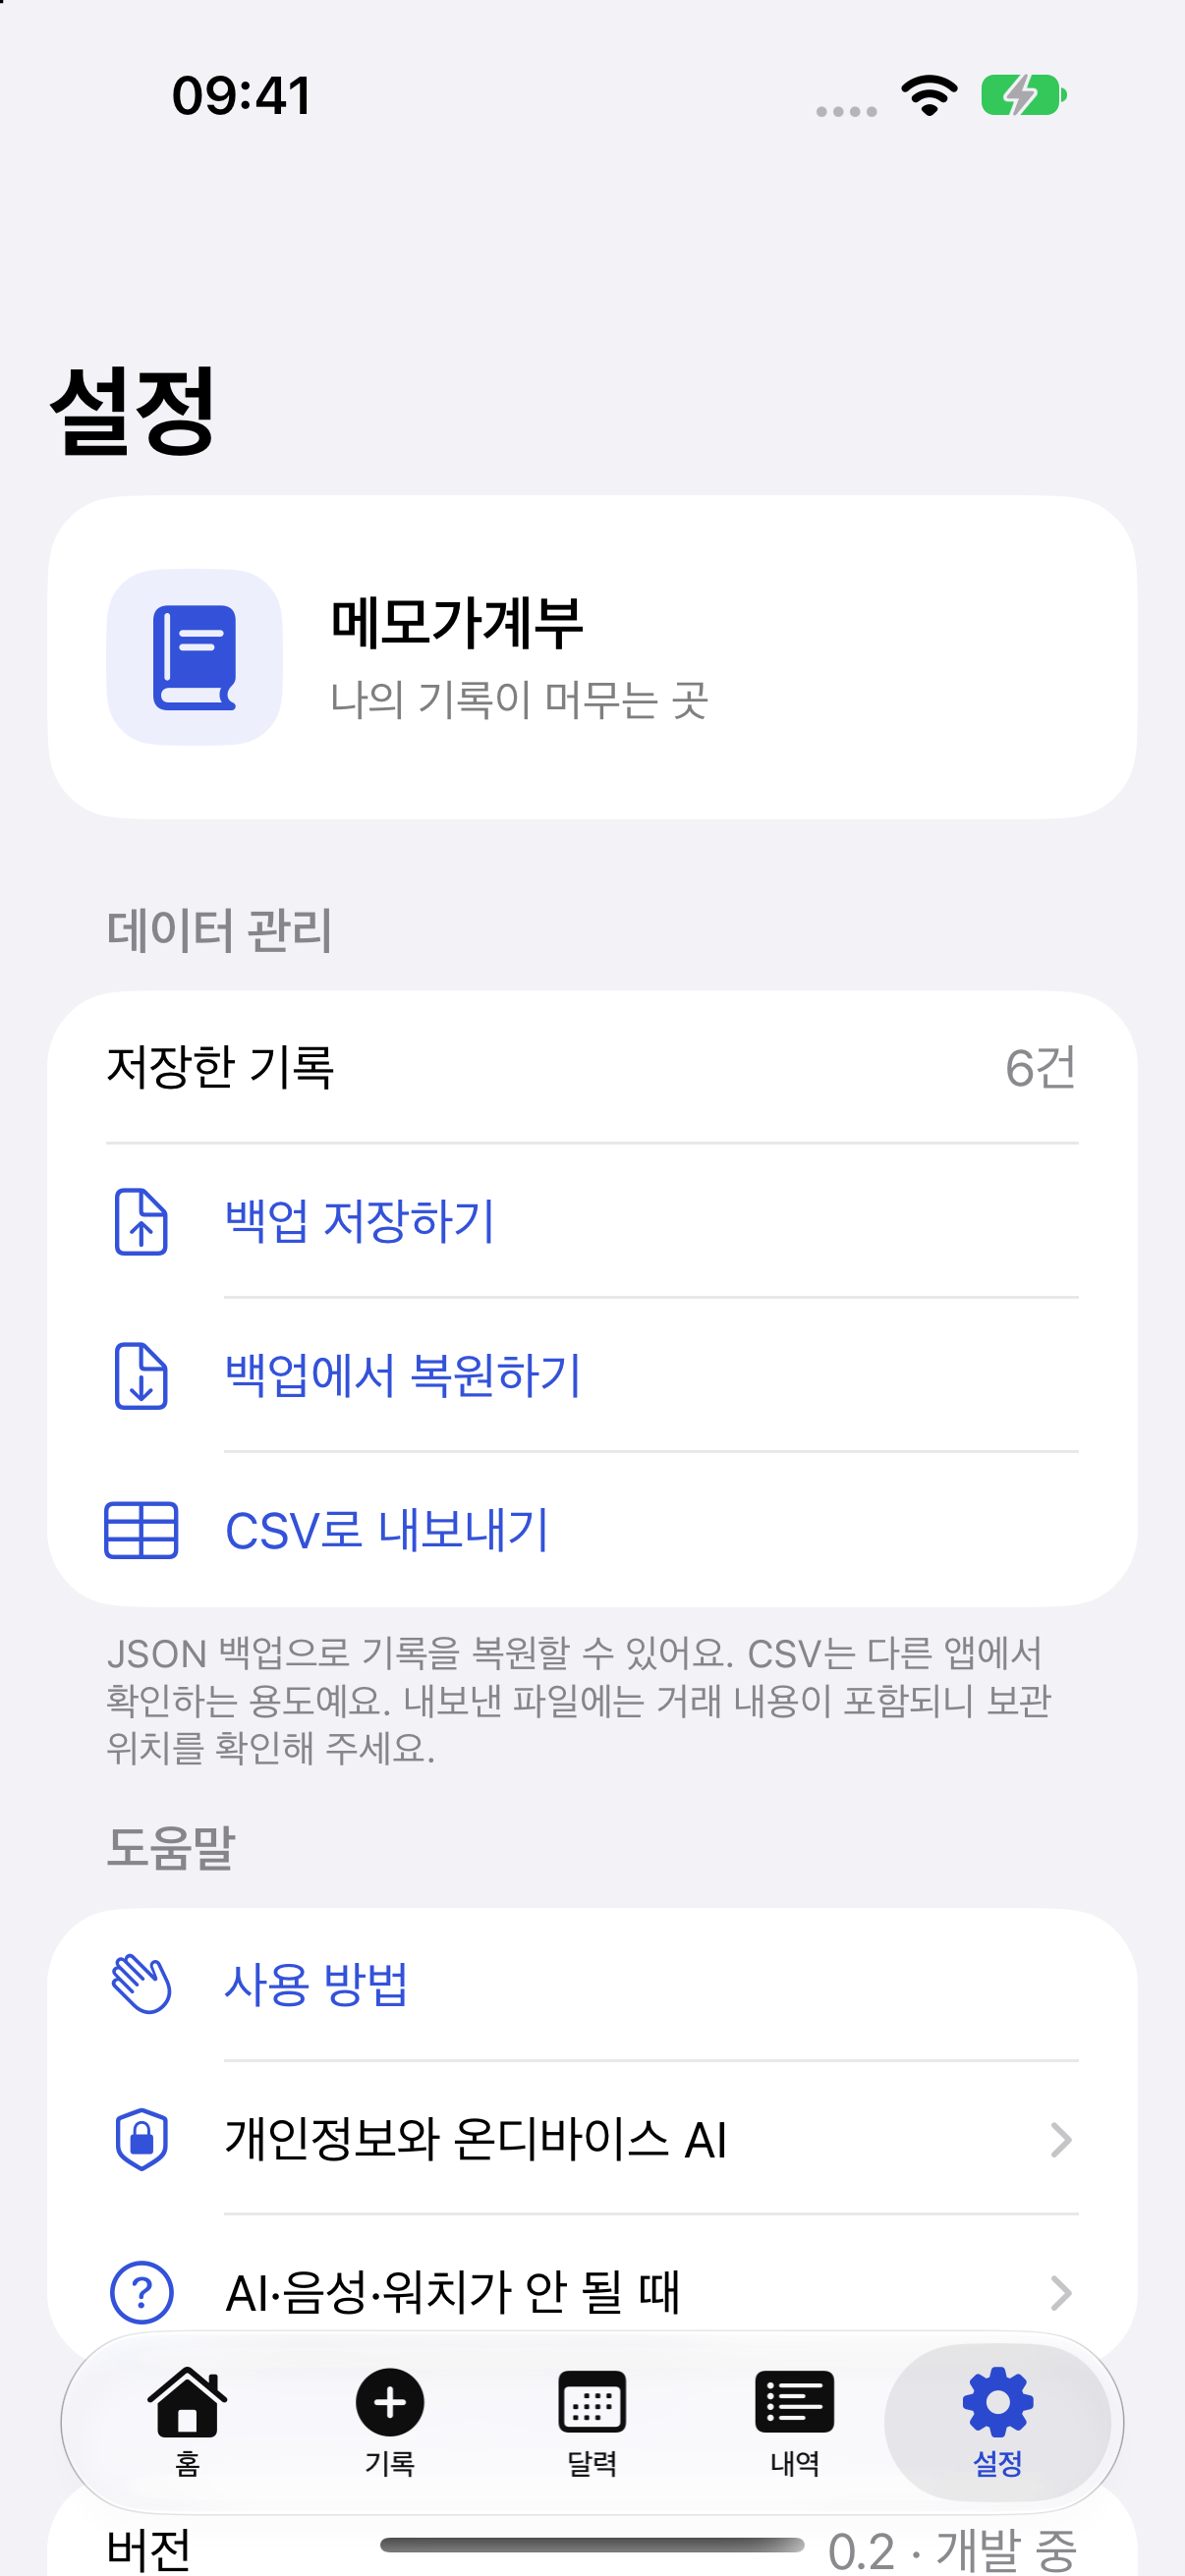 09:41
설정
메모가계부
나의 기록이 머무는 곳
데이터 관리
저장한 기록 6건
백업 저장하기
백업에서 복원하기
CSV로 내보내기
JSON 백업으로 기록을 복원할 수 있어요. CSV는 다른 앱에서
확인하는 용도예요. 내보낸 파일에는 거래 내용이 포함되니 보관
위치를 확인해 주세요.
도움말
사용 방법
개인정보와 온디바이스 AI
AI·음성·워치가 안 될 때
홈 기록 달력 내역 설정
버전 0.2 · 개발 중